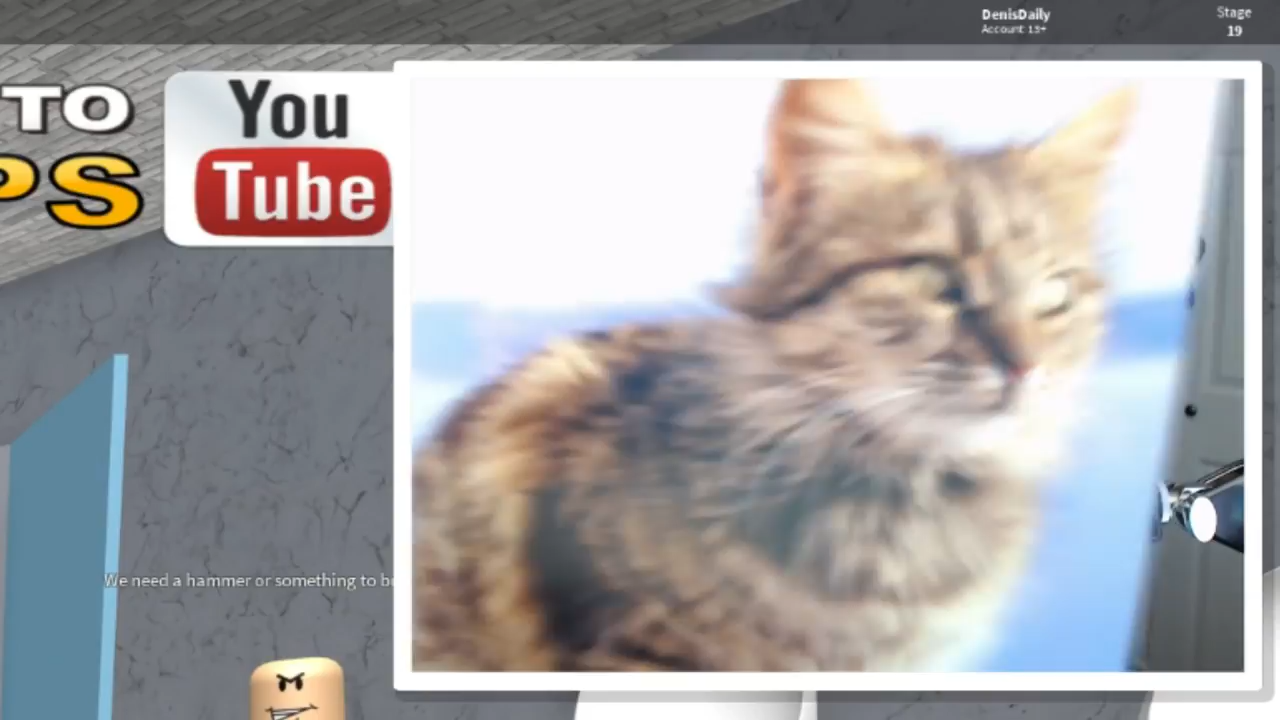 DenisDaily
Account: 13+
Stage
19
TO
PS
You
Tube
We need a hammer or something to